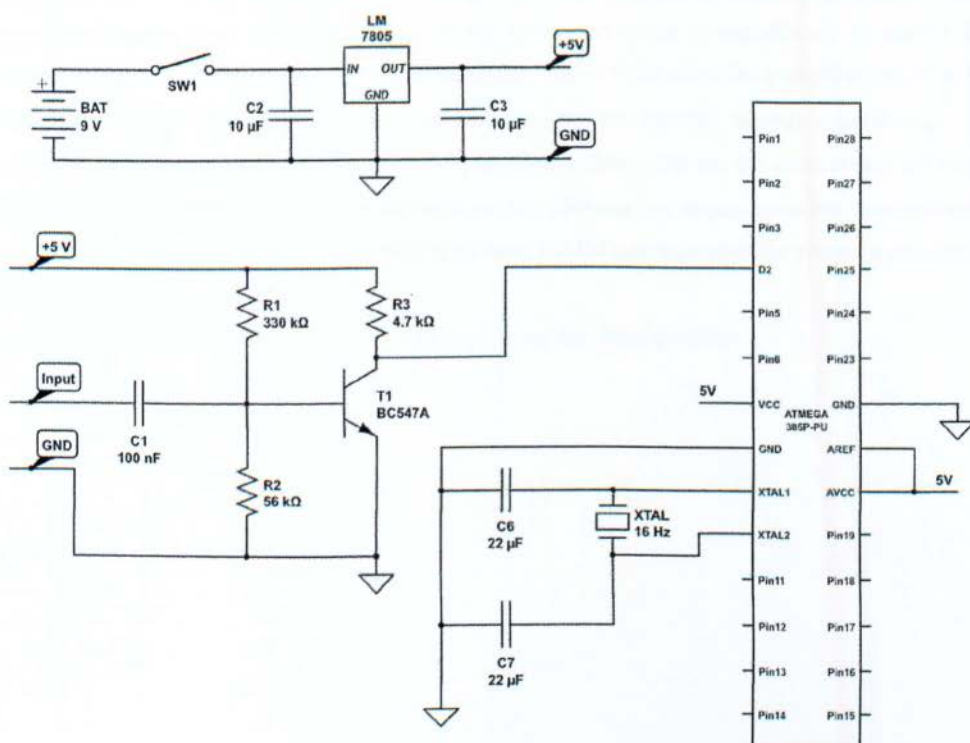 LM
7805
+5V
IN OUT
GND
SW1
+
BAT
9 V
C2
10 µF
C3
10 µF
GND
+5 V
R1
330 kΩ
R3
4.7 kΩ
Input
C1
100 nF
T1
BC547A
GND
R2
56 kΩ
C6
22 µF
XTAL
16 Hz
C7
22 µF
5V
Pin1
Pin2
Pin3
D2
Pin5
Pin6
VCC
GND
XTAL1
XTAL2
Pin11
Pin12
Pin13
Pin14
ATMEGA
385P-PU
Pin28
Pin27
Pin26
Pin25
Pin24
Pin23
GND
AREF
AVCC
Pin19
Pin18
Pin17
Pin16
Pin15
5V